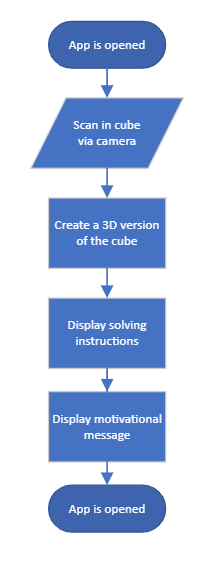 App is opened
Scan in cube
via camera
Create a 3D version
of the cube
Display solving
instructions
Display motivational
message
App is opened